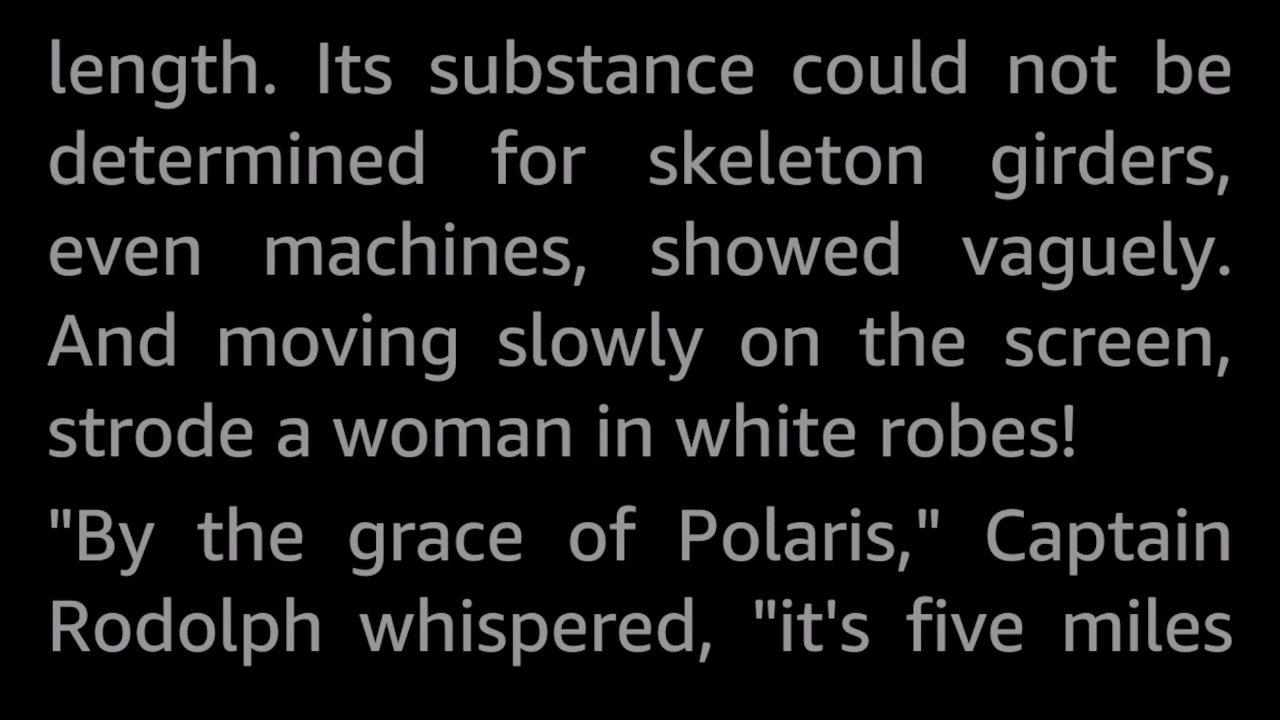 length. Its substance could not be
determined for skeleton girders,
even machines, showed vaguely.
And moving slowly on the screen,
strode a woman in white robes!
"By the grace of Polaris," Captain
Rodolph whispered, "it's five miles